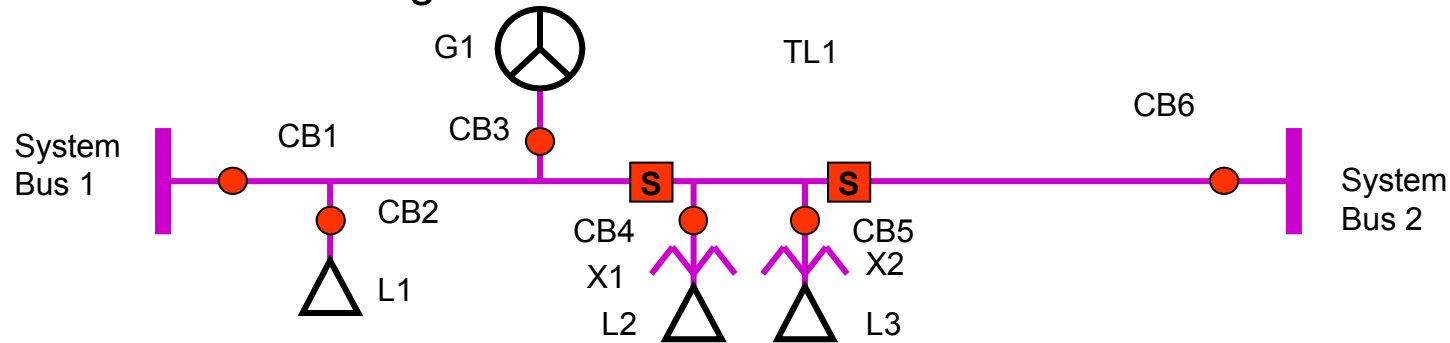 g
G1
TL1
CB6
CB1
CB3
System
Bus 1
S
S
System
Bus 2
CB2
CB4
CB5
X1
X2
L1
L2
L3